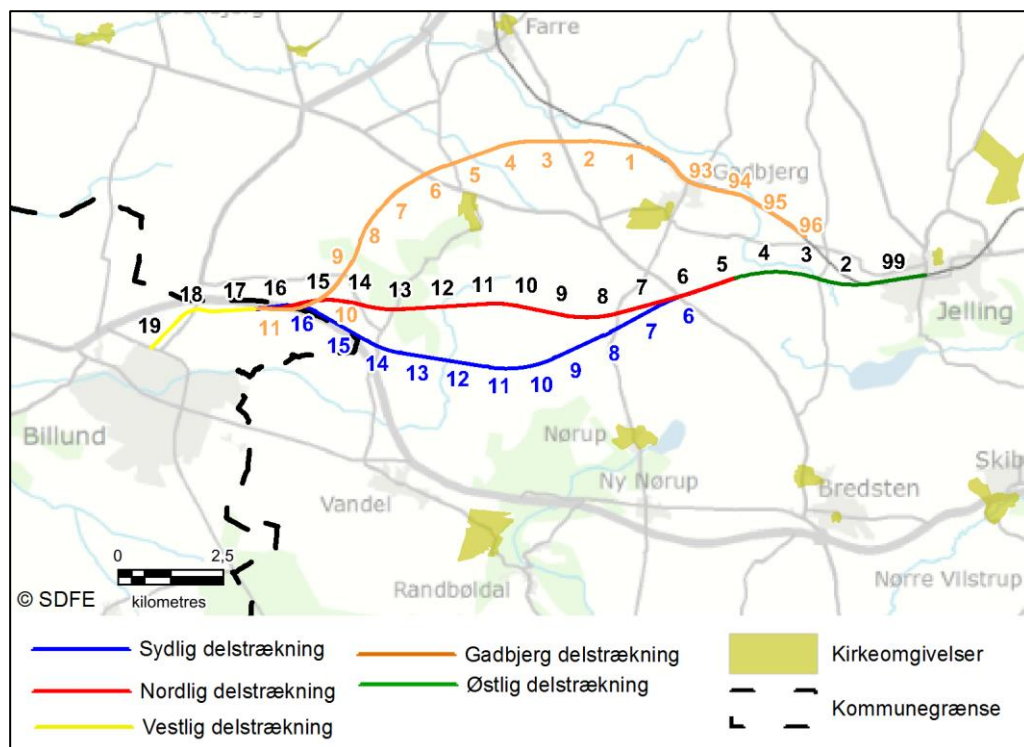 Farre
93
Gadbjerg
94
95
96
4
3
2
1
5
6
7
8
9
10
11
99
2
3
4
5
6
7
8
9
10
11
12
13
14
15
16
17
18
19
6
7
8
9
10
11
12
13
14
15
16
Jelling
Billund
Nørup
Ny Nørup
Vandel
Bredsten
Skib
Randbøldal
Nørre Vilstrup
0 2,5
kilometres
© SDFE
Sydlig delstrækning
Nordlig delstrækning
Vestlig delstrækning
Gadbjerg delstrækning
Østlig delstrækning
Kirkeomgivelser
Kommunegrænse